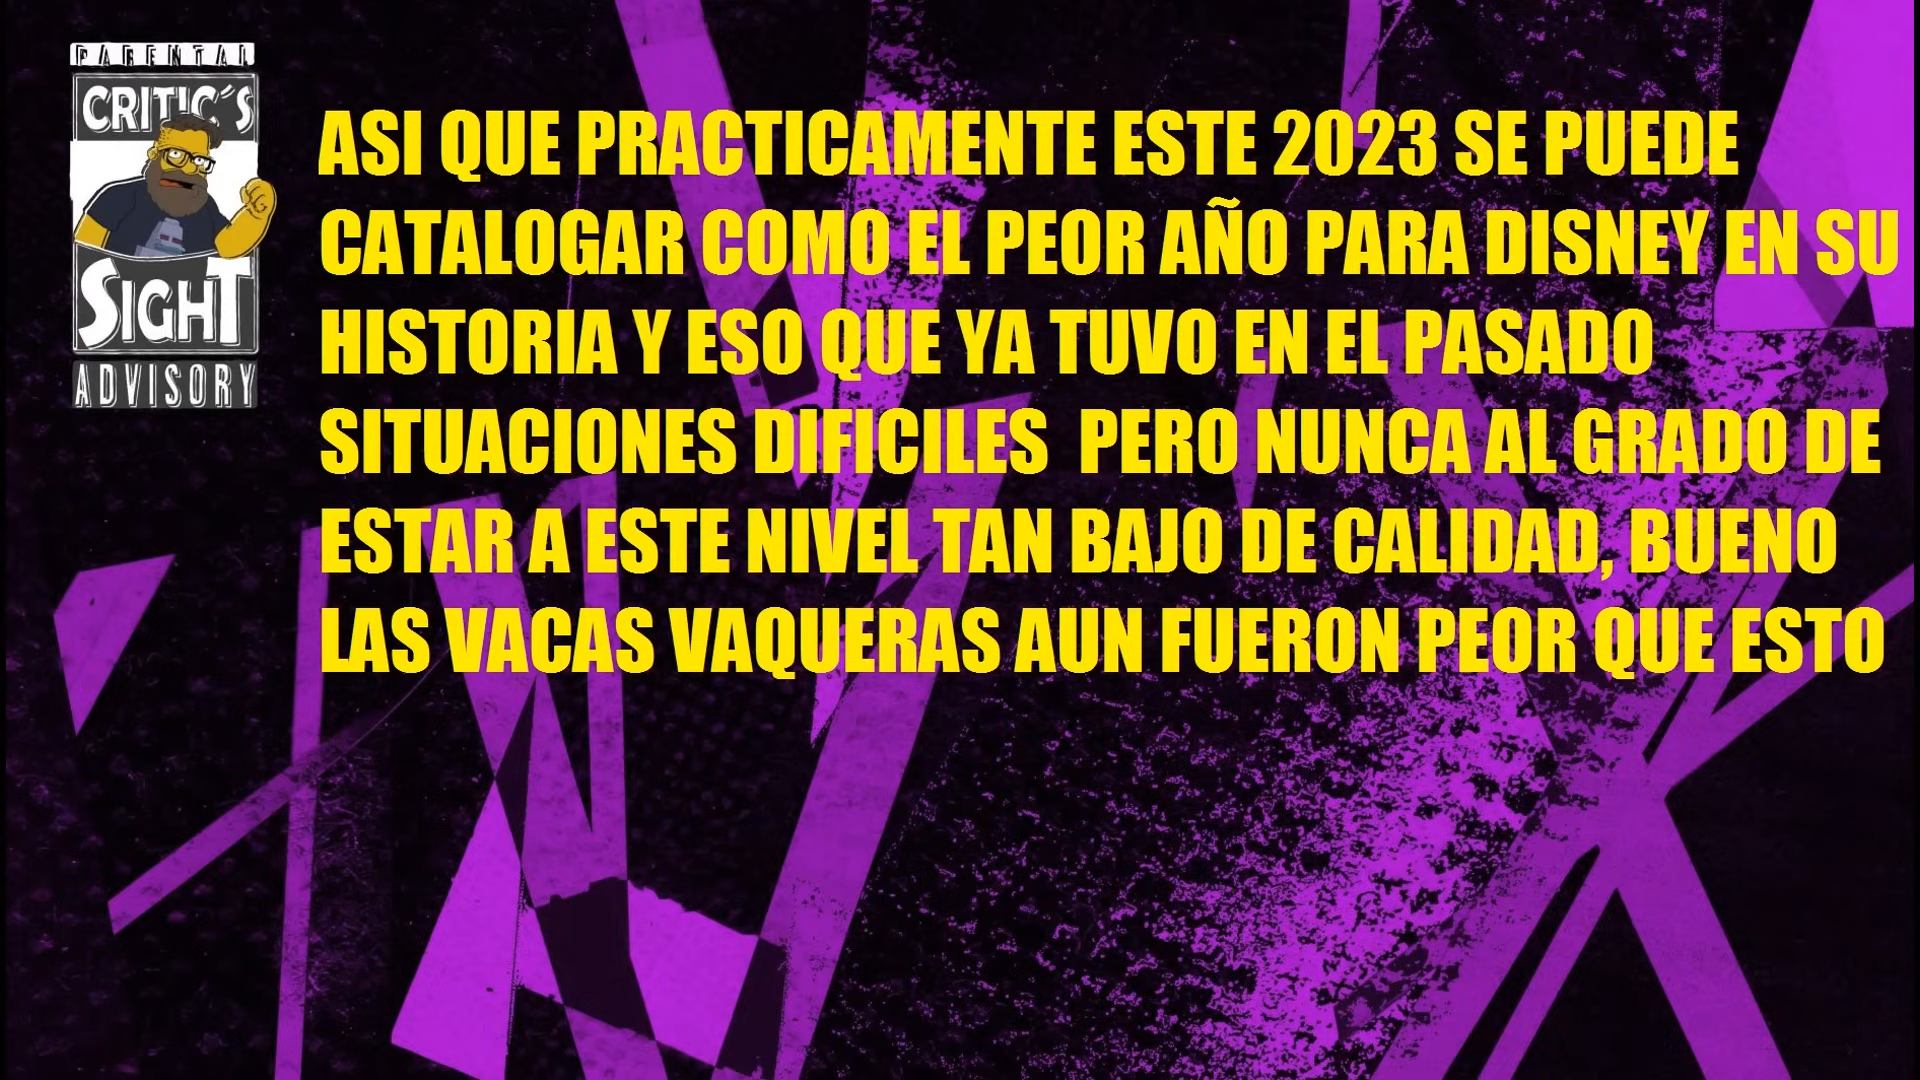 PARENTAL
CRITIC´S
SIGHT
ADVISORY
ASI QUE PRACTICAMENTE ESTE 2023 SE PUEDE
CATALOGAR COMO EL PEOR AÑO PARA DISNEY EN SU
HISTORIA Y ESO QUE YA TUVO EN EL PASADO
SITUACIONES DIFICILES PERO NUNCA AL GRADO DE
ESTAR A ESTE NIVEL TAN BAJO DE CALIDAD, BUENO
LAS VACAS VAQUERAS AUN FUERON PEOR QUE ESTO